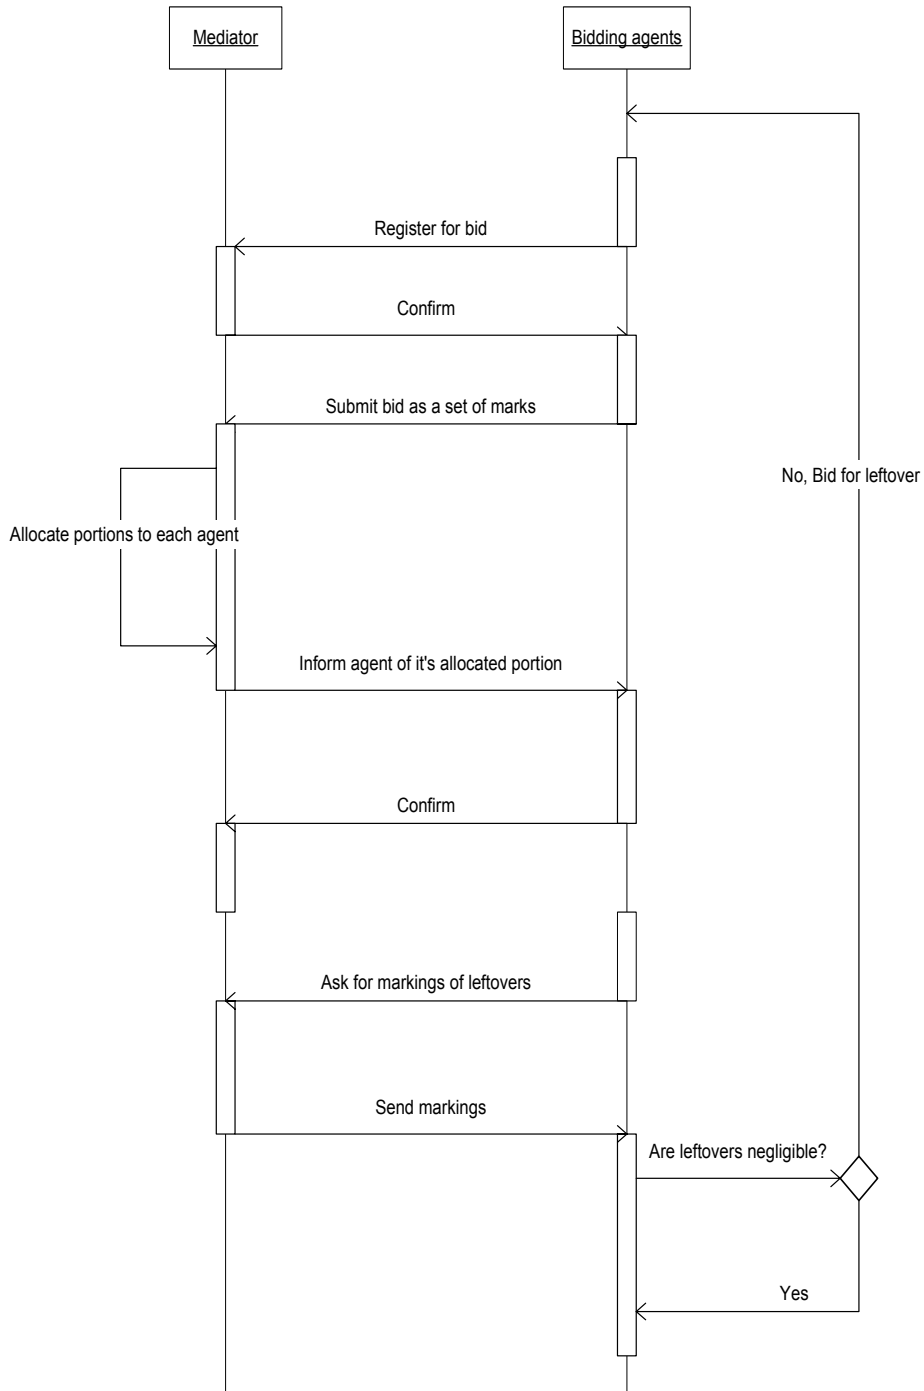 Mediator
Bidding agents
Register for bid
Confirm
Submit bid as a set of marks
No, Bid for leftover
Allocate portions to each agent
Inform agent of it's allocated portion
Confirm
Ask for markings of leftovers
Send markings
Are leftovers negligible?
Yes